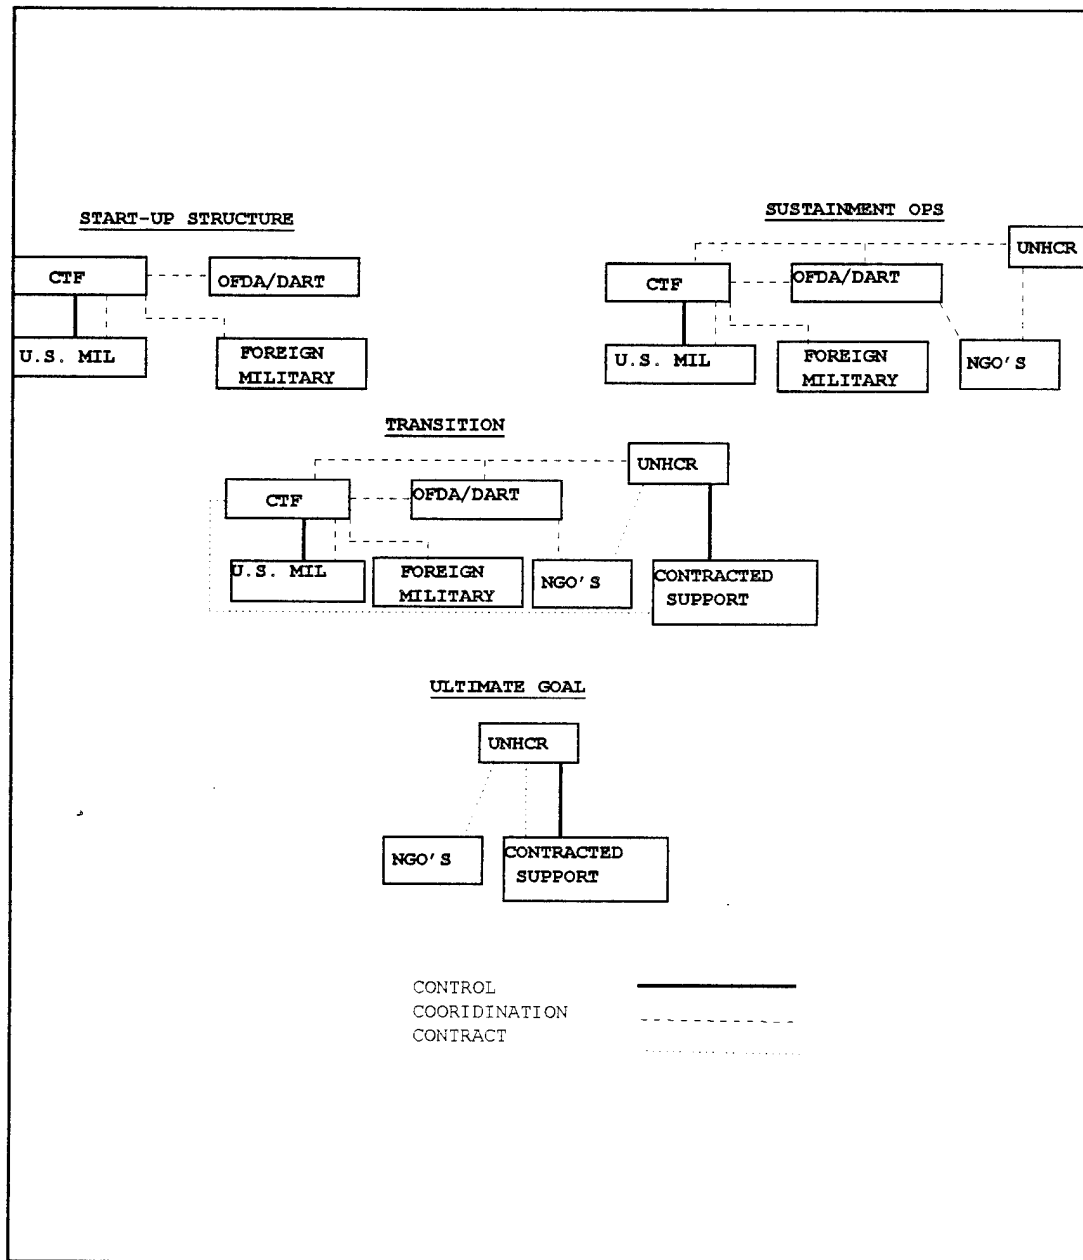 START-UP STRUCTURE
CTF
OFDA/DART
U.S. MIL
FOREIGN
MILITARY
SUSTAINMENT OPS
UNHCR
CTF
OFDA/DART
U.S. MIL
FOREIGN
MILITARY
NGO'S
TRANSITION
UNHCR
CTF
OFDA/DART
U.S. MIL
FOREIGN
MILITARY
NGO'S
CONTRACTED
SUPPORT
ULTIMATE GOAL
UNHCR
NGO'S
CONTRACTED
SUPPORT
CONTROL
COORIDINATION
CONTRACT